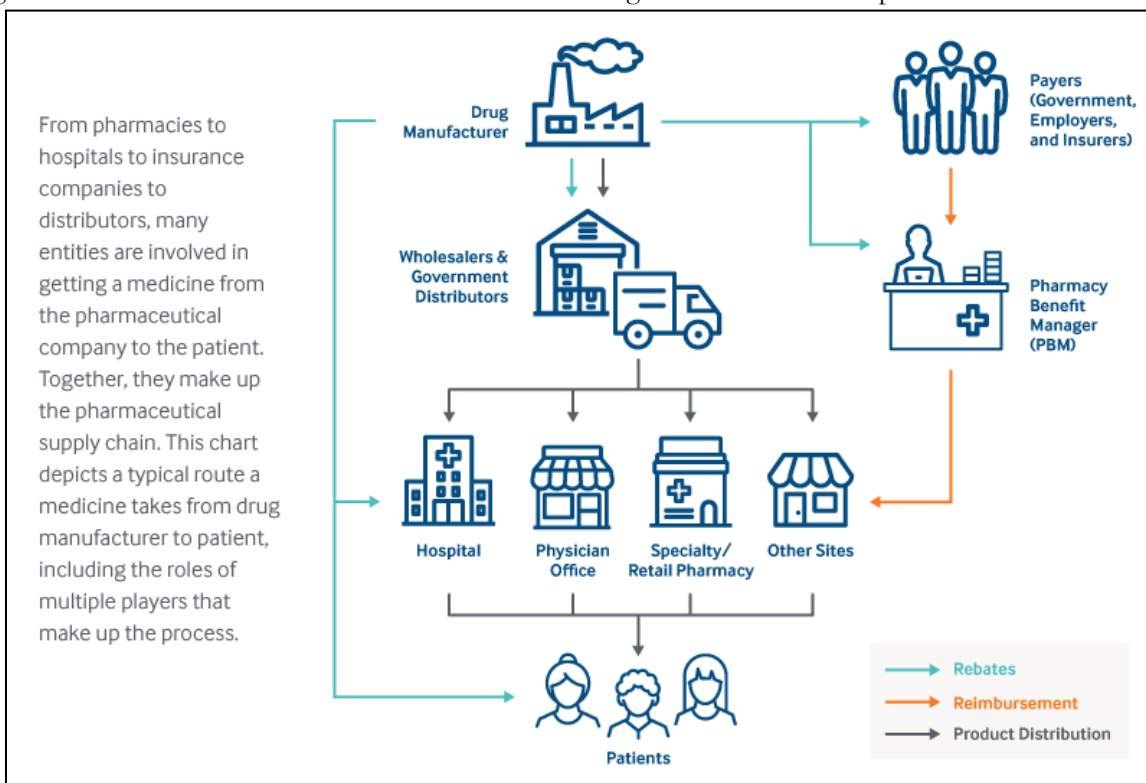 From pharmacies to
hospitals to insurance
companies to
distributors, many
entities are involved in
getting a medicine from
the pharmaceutical
company to the patient.
Together, they make up
the pharmaceutical
supply chain. This chart
depicts a typical route a
medicine takes from drug
manufacturer to patient,
including the roles of
multiple players that
make up the process.
Drug
Manufacturer
Payers
(Government,
Employers,
and Insurers)
Wholesalers &
Government
Distributors
Pharmacy
Benefit
Manager
(PBM)
Hospital
Physician
Office
Specialty/
Retail Pharmacy
Other Sites
Patients
Rebates
Reimbursement
Product Distribution